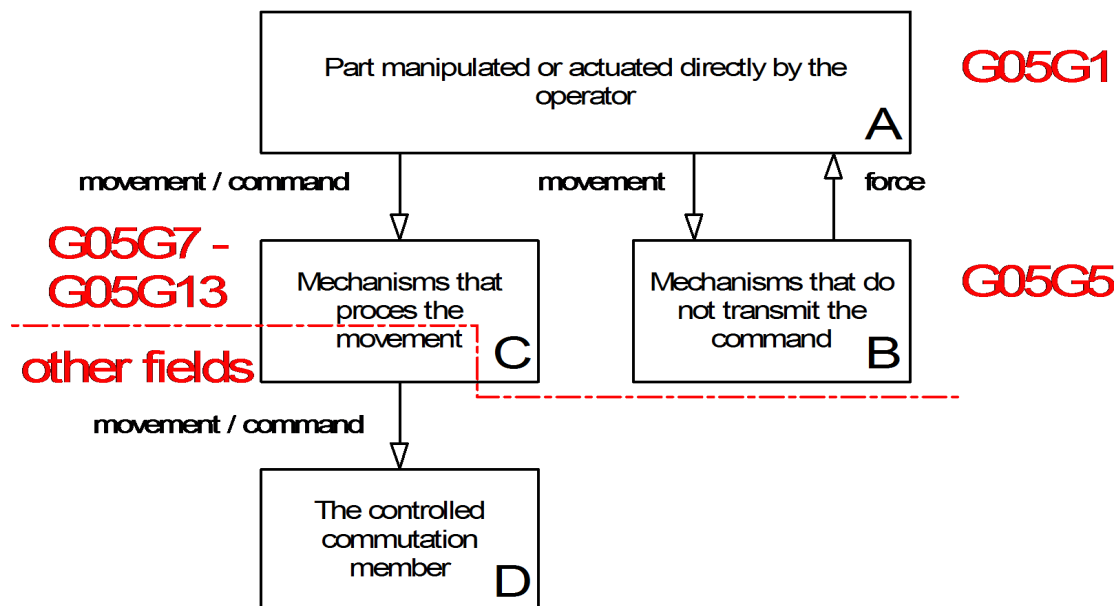 Part manipulated or actuated directly by the
operator
A
G05G1
movement / command
movement
force
G05G7 -
G05G13
Mechanisms that
proces the
movement
C
Mechanisms that do
not transmit the
command
B
G05G5
other fields
movement / command
The controlled
commutation
member
D